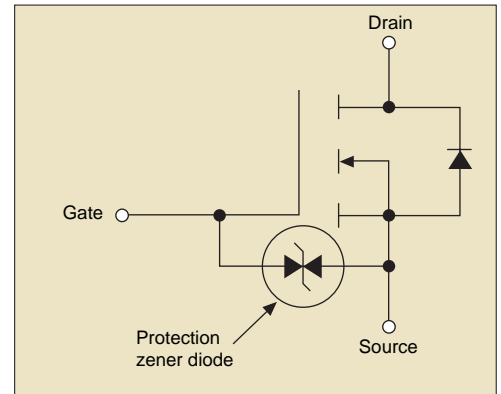 Drain
Gate
Protection
zener diode
Source